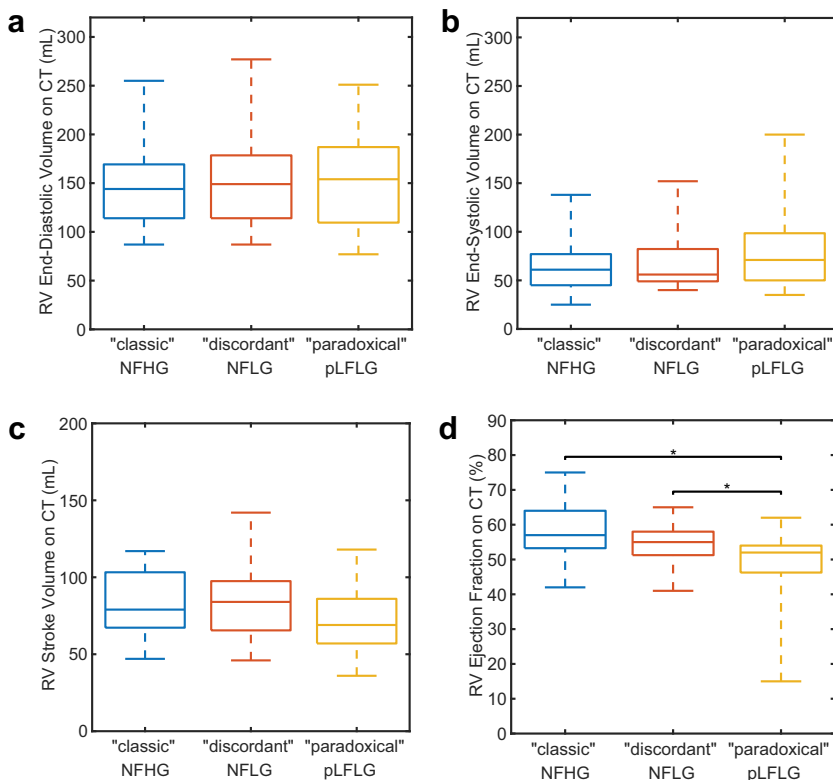 a
RV End-Diastolic Volume on CT (mL)
300
250
200
150
100
50
0
"classic" "discordant" "paradoxical"
NFHG NFLG pLFLG
b
RV End-Systolic Volume on CT (mL)
300
250
200
150
100
50
0
"classic" "discordant" "paradoxical"
NFHG NFLG pLFLG
c
RV Stroke Volume on CT (mL)
200
150
100
50
0
"classic" "discordant" "paradoxical"
NFHG NFLG pLFLG
d
RV Ejection Fraction on CT (%)
90
80
70
60
50
40
30
20
10
0
*
*
"classic" "discordant" "paradoxical"
NFHG NFLG pLFLG